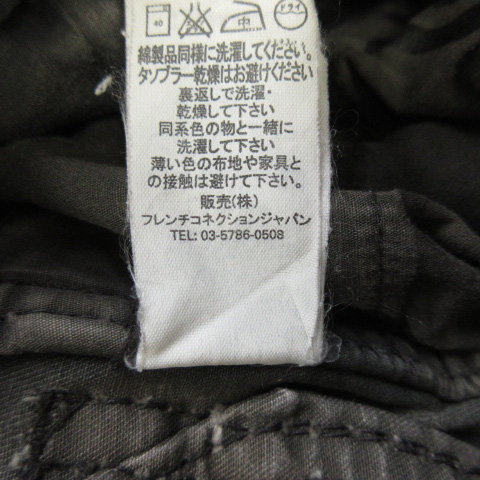 40 中 ドライ
綿製品同様に洗濯してください。
タンブラー乾燥はお避けください
裏返しで洗濯・
乾燥して下さい
同系色の物と一緒に
洗濯して下さい
薄い色の布地や家具と
の接触は避けて下さい。
販売(株)
フレンチコネクションジャパン
TEL: 03-5786-0508